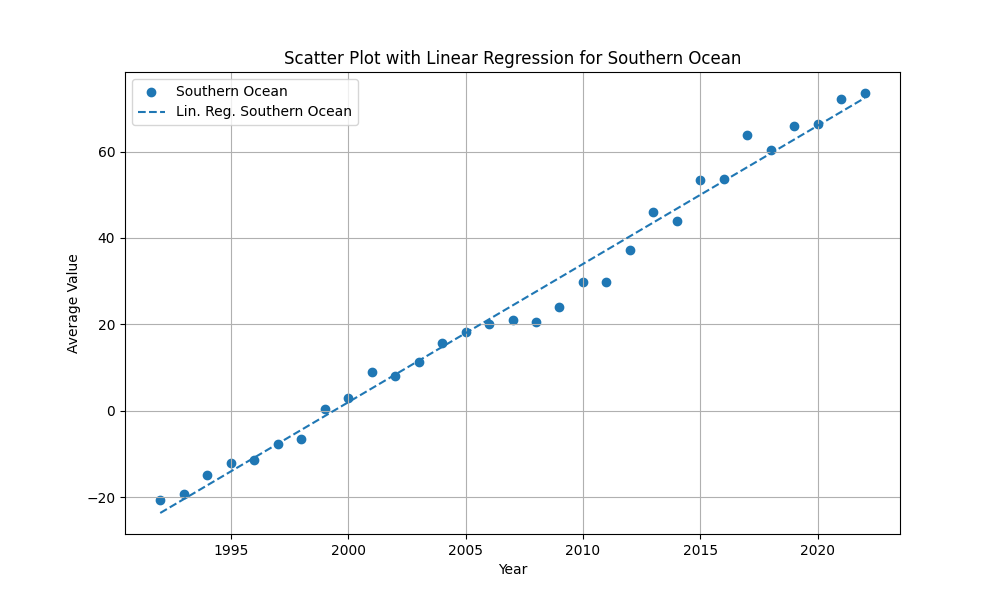 Scatter Plot with Linear Regression for Southern Ocean
Southern Ocean
Lin. Reg. Southern Ocean
Average Value
60
40
20
0
−20
1995 2000 2005 2010 2015 2020
Year